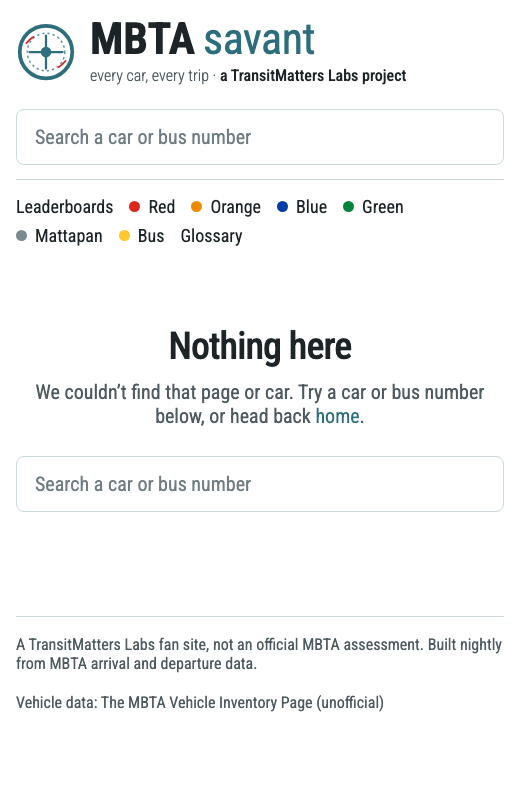 MBTA savant
every car, every trip · a TransitMatters Labs project
Search a car or bus number
Leaderboards Red Orange Blue Green
Mattapan Bus Glossary
Nothing here
We couldn’t find that page or car. Try a car or bus number
below, or head back home.
Search a car or bus number
A TransitMatters Labs fan site, not an official MBTA assessment. Built nightly
from MBTA arrival and departure data.
Vehicle data: The MBTA Vehicle Inventory Page (unofficial)